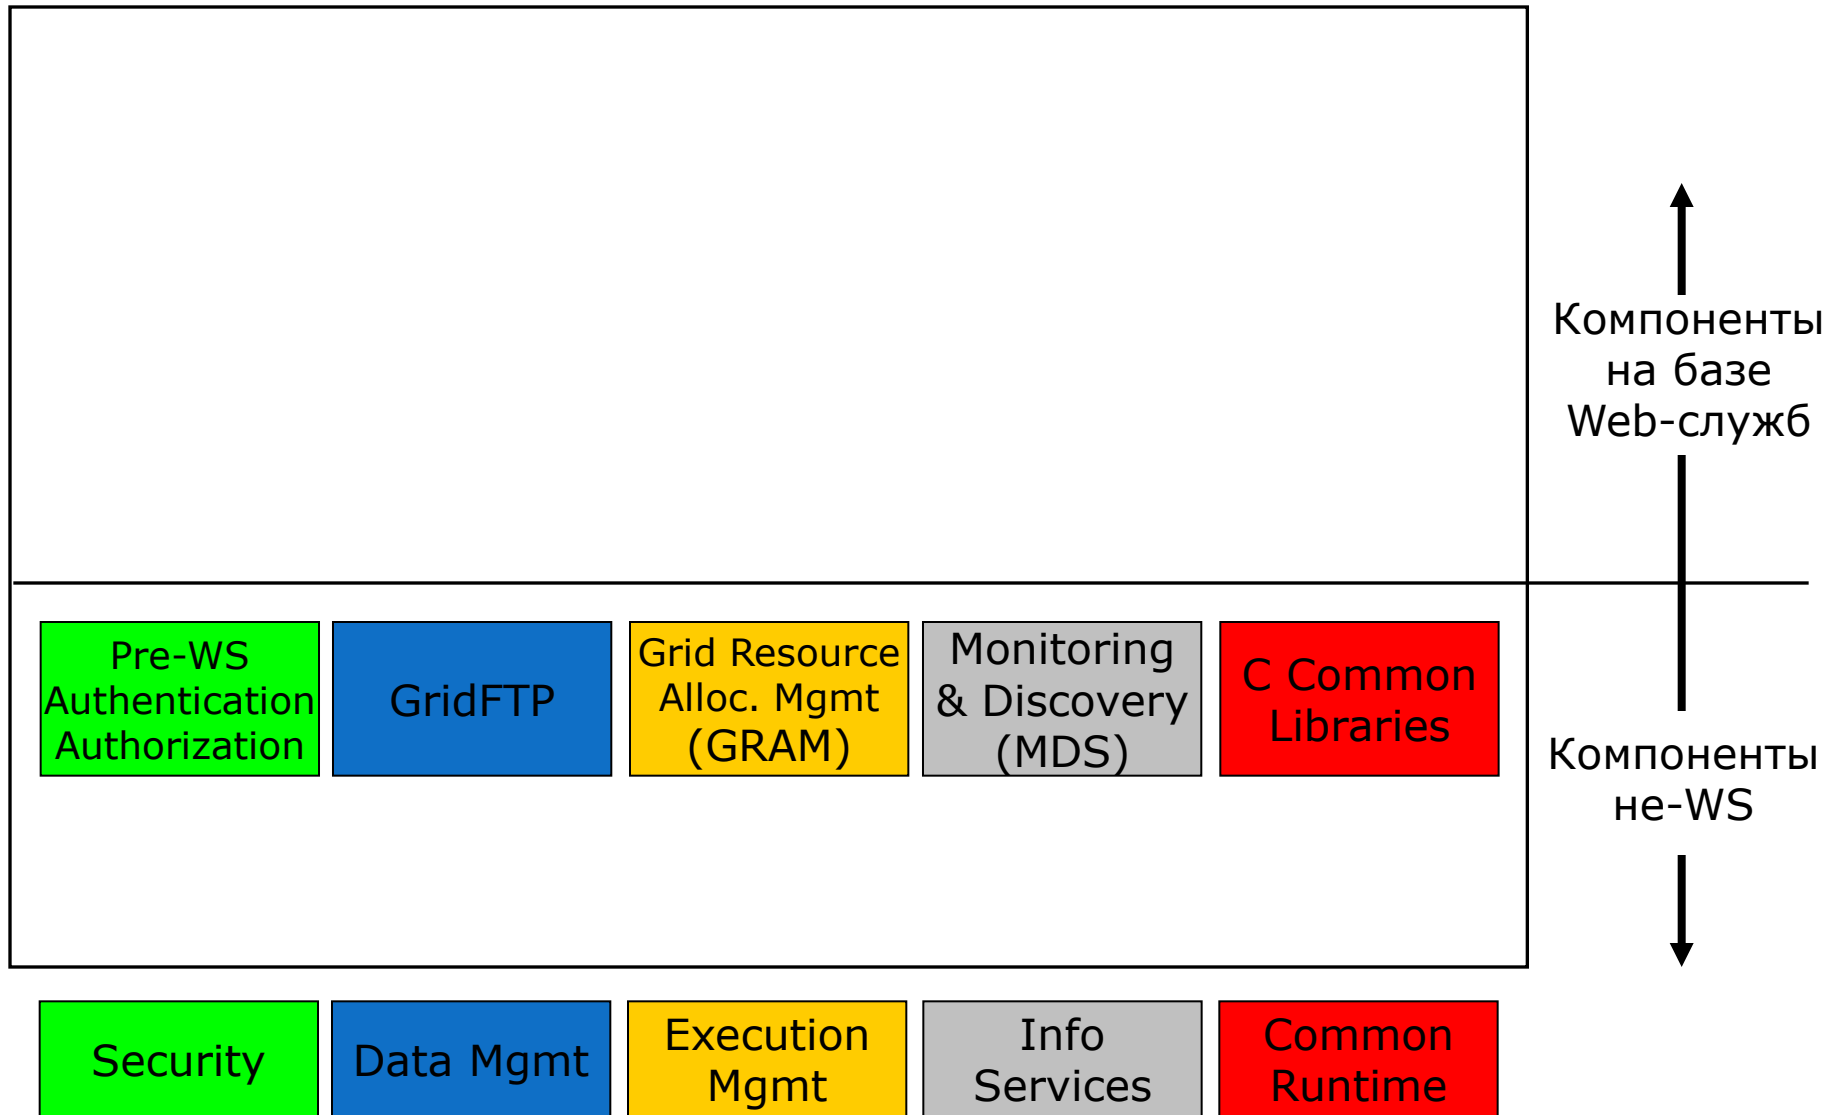 Компоненты
на базе
Web-служб
Pre-WS
Authentication
Authorization
GridFTP
Grid Resource
Alloc. Mgmt
(GRAM)
Monitoring
& Discovery
(MDS)
C Common
Libraries
Компоненты
не-WS
Security
Data Mgmt
Execution
Mgmt
Info
Services
Common
Runtime